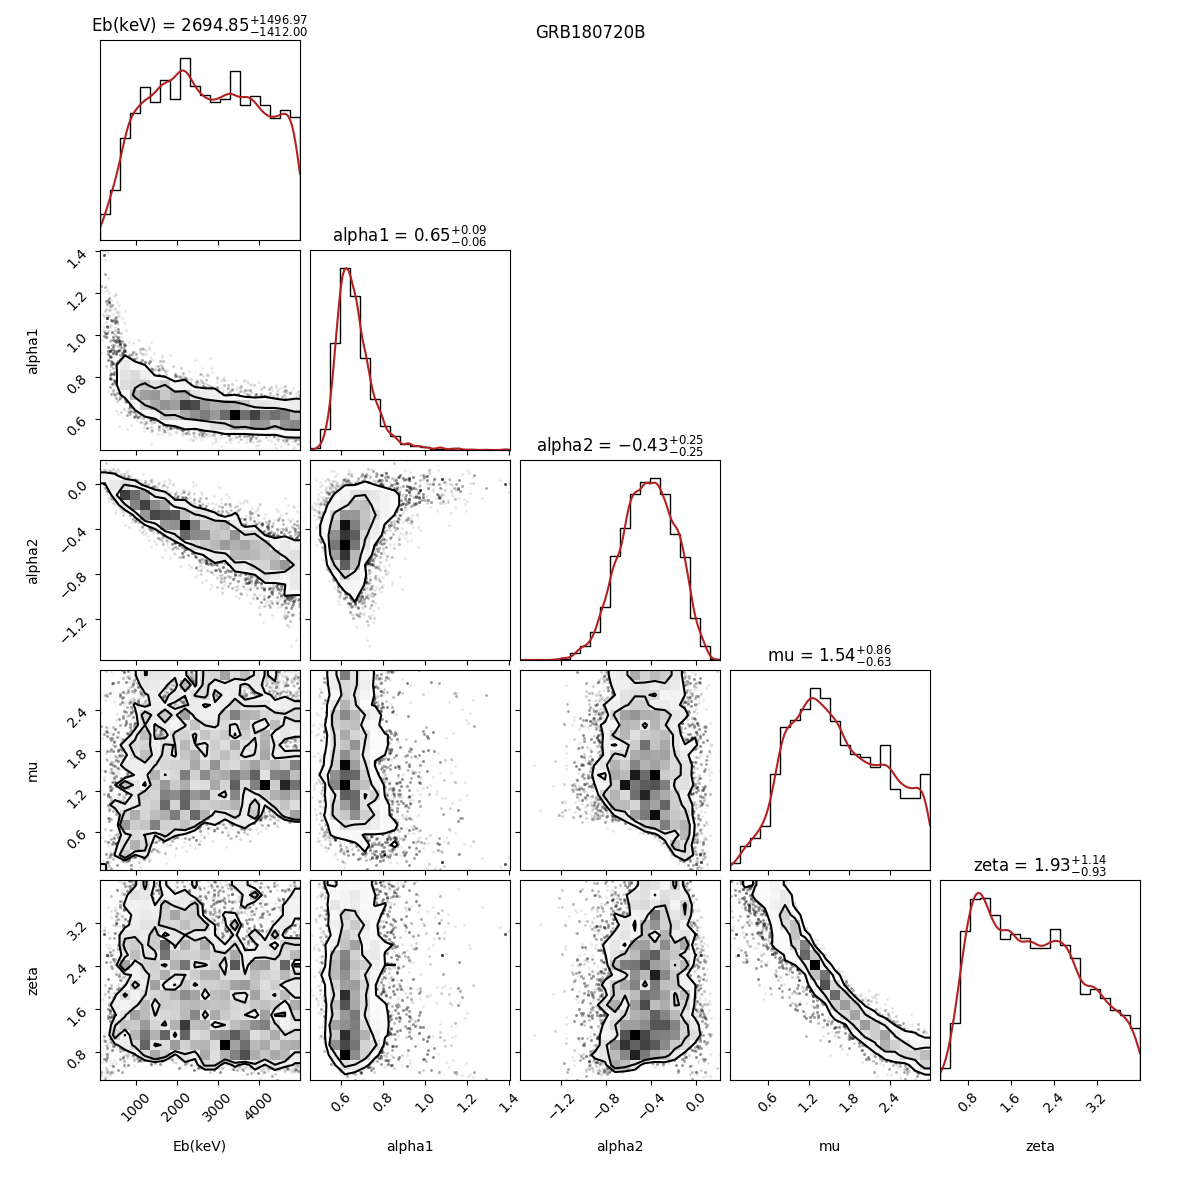 GRB180720B
Eb(keV) = 2694.85+1496.97−1412.00
alpha1 = 0.65+0.09−0.06
1.4
1.2
1.0
0.8
0.6
alpha1
alpha2 = −0.43+0.25−0.25
0.0
−0.4
−0.8
−1.2
alpha2
mu = 1.54+0.86−0.63
2.4
1.8
1.2
0.6
mu
zeta = 1.93+1.14−0.93
3.2
2.4
1.6
0.8
zeta
1000 2000 3000 4000 0.6 0.8 1.0 1.2 1.4 −1.2 −0.8 −0.4 0.0 0.6 1.2 1.8 2.4 0.8 1.6 2.4 3.2
Eb(keV) alpha1 alpha2 mu zeta